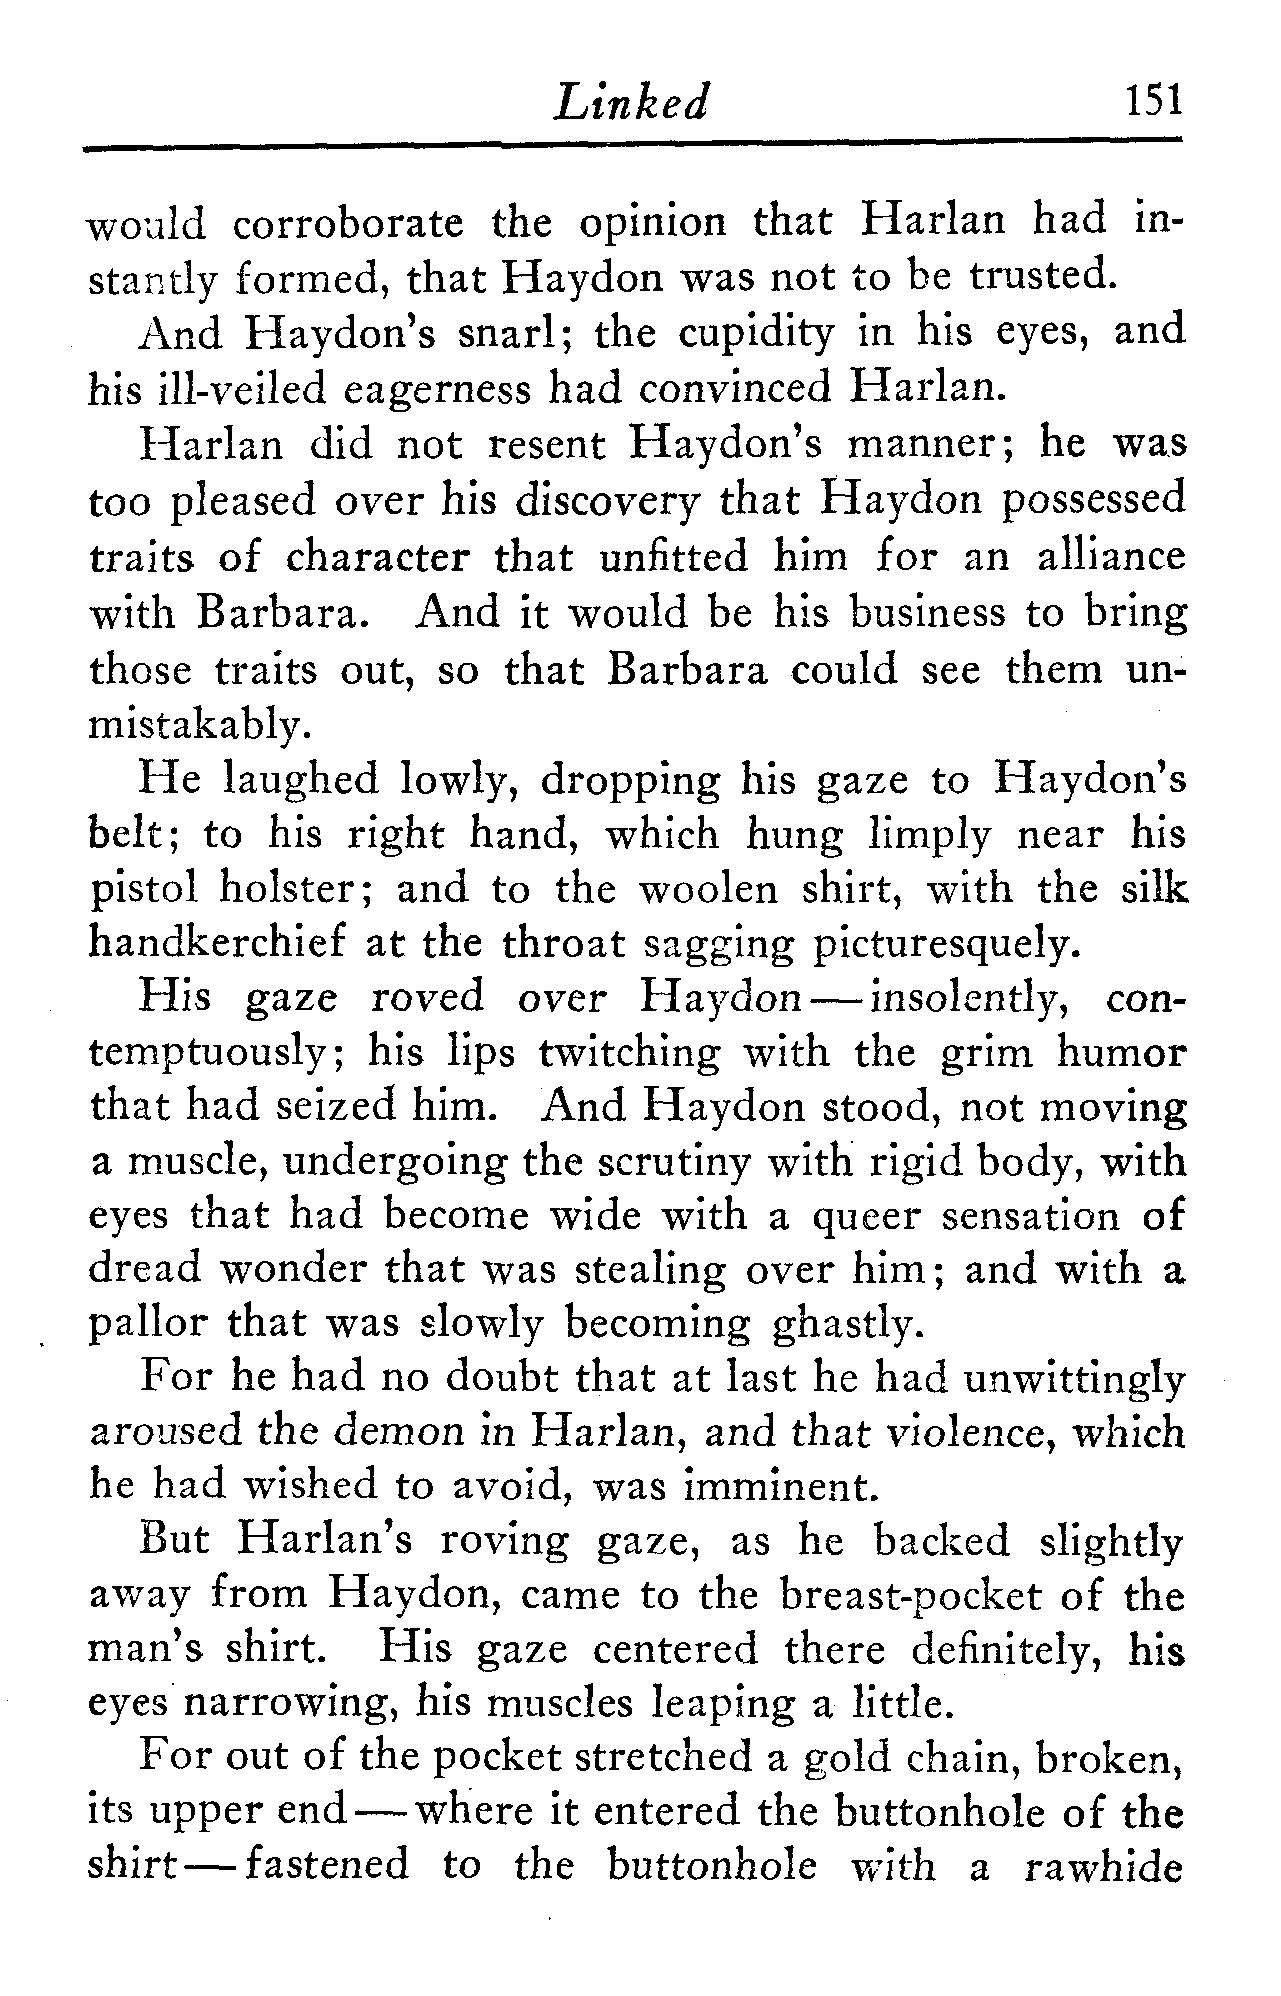 Linked 151
would corroborate the opinion that Harlan had in-
stantly formed, that Haydon was not to be trusted.
And Haydon's snarl; the cupidity in his eyes, and
his ill-veiled eagerness had convinced Harlan.
Harlan did not resent Haydon's manner; he was
too pleased over his discovery that Haydon possessed
traits of character that unfitted him for an alliance
with Barbara. And it would be his business to bring
those traits out, so that Barbara could see them un-
mistakably.
He laughed lowly, dropping his gaze to Haydon's
belt; to his right hand, which hung limply near his
pistol holster; and to the woolen shirt, with the silk
handkerchief at the throat sagging picturesquely.
His gaze roved over Haydon—insolently, con-
temptuously; his lips twitching with the grim humor
that had seized him. And Haydon stood, not moving
a muscle, undergoing the scrutiny with rigid body, with
eyes that had become wide with a queer sensation of
dread wonder that was stealing over him; and with a
pallor that was slowly becoming ghastly.
For he had no doubt that at last he had unwittingly
aroused the demon in Harlan, and that violence, which
he had wished to avoid, was imminent.
But Harlan's roving gaze, as he backed slightly
away from Haydon, came to the breast-pocket of the
man's shirt. His gaze centered there definitely, his
eyes narrowing, his muscles leaping a little.
For out of the pocket stretched a gold chain, broken,
its upper end—where it entered the buttonhole of the
shirt—fastened to the buttonhole with a rawhide